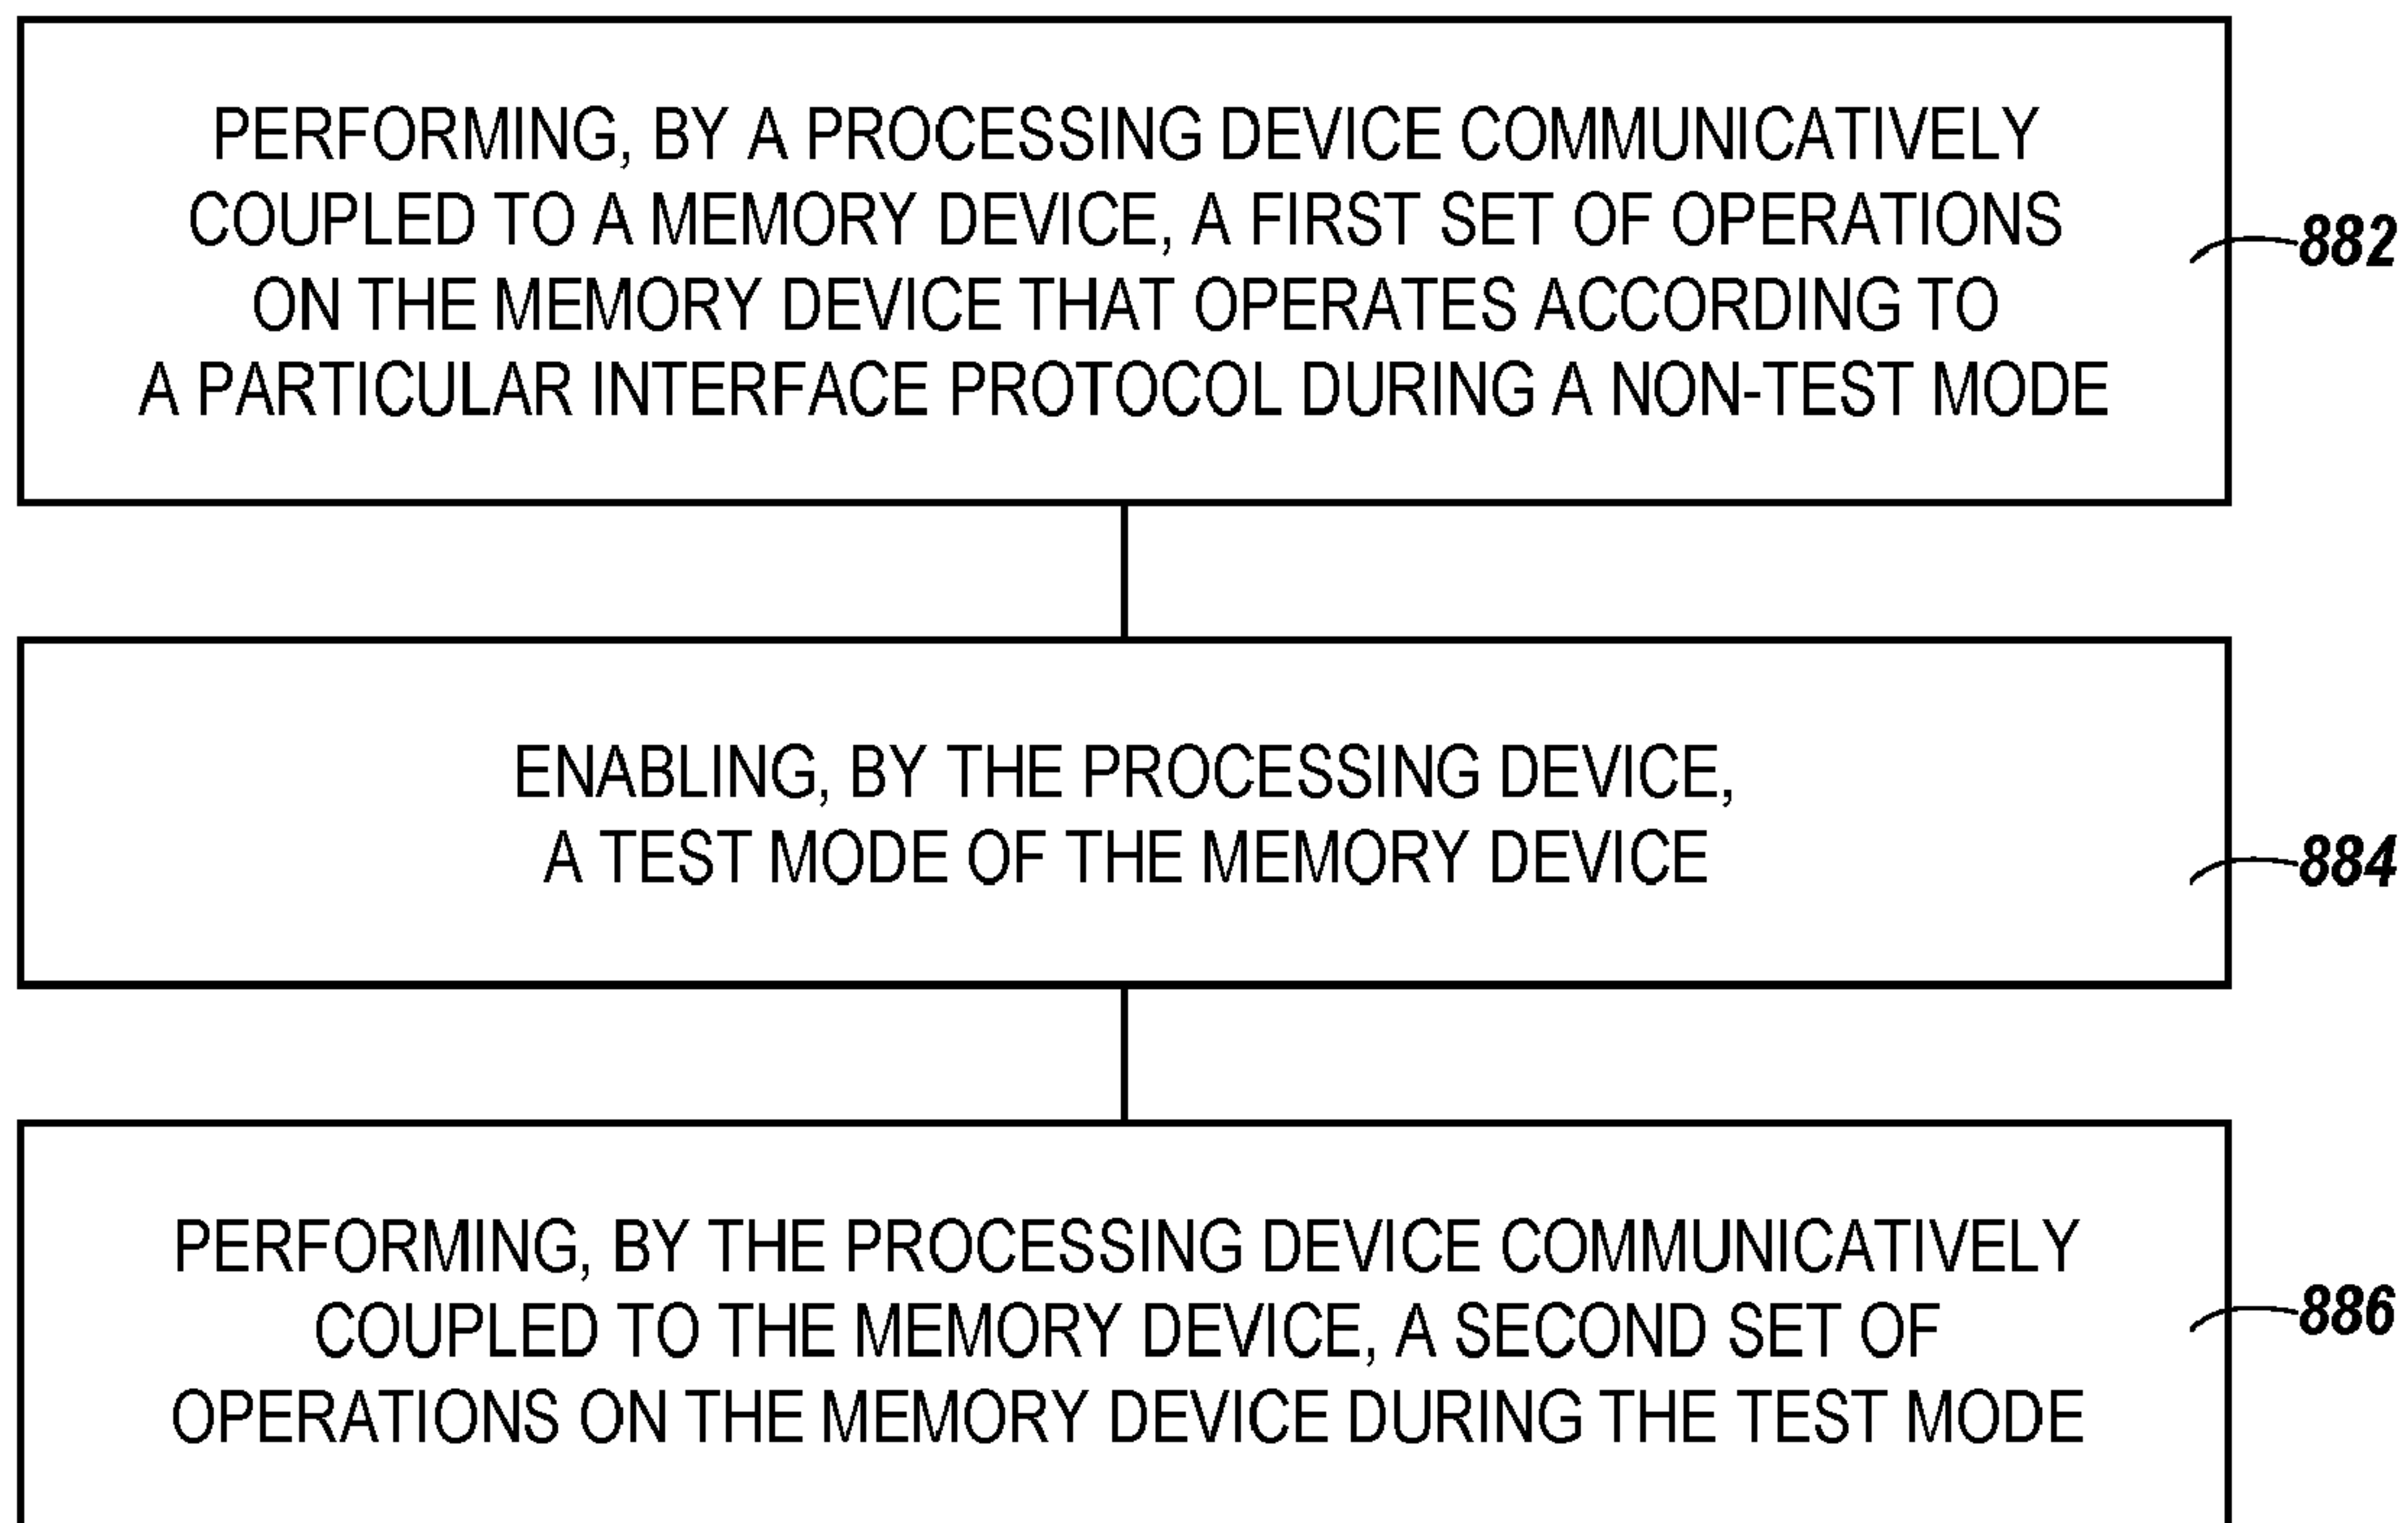 PERFORMING, BY A PROCESSING DEVICE COMMUNICATIVELY
COUPLED TO A MEMORY DEVICE, A FIRST SET OF OPERATIONS
ON THE MEMORY DEVICE THAT OPERATES ACCORDING TO
A PARTICULAR INTERFACE PROTOCOL DURING A NON-TEST MODE
882
ENABLING, BY THE PROCESSING DEVICE,
A TEST MODE OF THE MEMORY DEVICE
884
PERFORMING, BY THE PROCESSING DEVICE COMMUNICATIVELY
COUPLED TO THE MEMORY DEVICE, A SECOND SET OF
OPERATIONS ON THE MEMORY DEVICE DURING THE TEST MODE
886